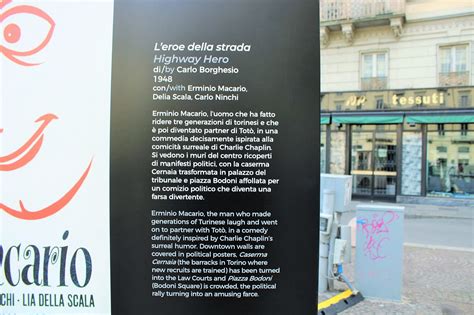 L'eroe della strada
Highway Hero
di/by Carlo Borghesio
1948
con/with Erminio Macario,
Delia Scala, Carlo Ninchi
Erminio Macario, l'uomo che ha fatto
ridere tre generazioni di torinesi e che
è poi diventato partner di Totò, in una
commedia decisamente ispirata alla
comicità surreale di Charlie Chaplin.
Si vedono i muri del centro ricoperti
di manifesti politici, con la caserma
Cernaia trasformata in palazzo del
tribunale e piazza Bodoni affollata per
un comizio politico che diventa una
farsa divertente.
Erminio Macario, the man who made
generations of Turinese laugh and went
on to partner with Totò, in a comedy
definitely inspired by Charlie Chaplin's
surreal humor. Downtown walls are
covered in political posters. Caserma
Cernaia (the barracks in Torino where
new recruits are trained) has been turned
into the Law Courts and Piazza Bodoni
(Bodoni Square) is crowded, the political
rally turning into an amusing farce.
cario
NCHI - LIA DELLA SCALA
tessuti